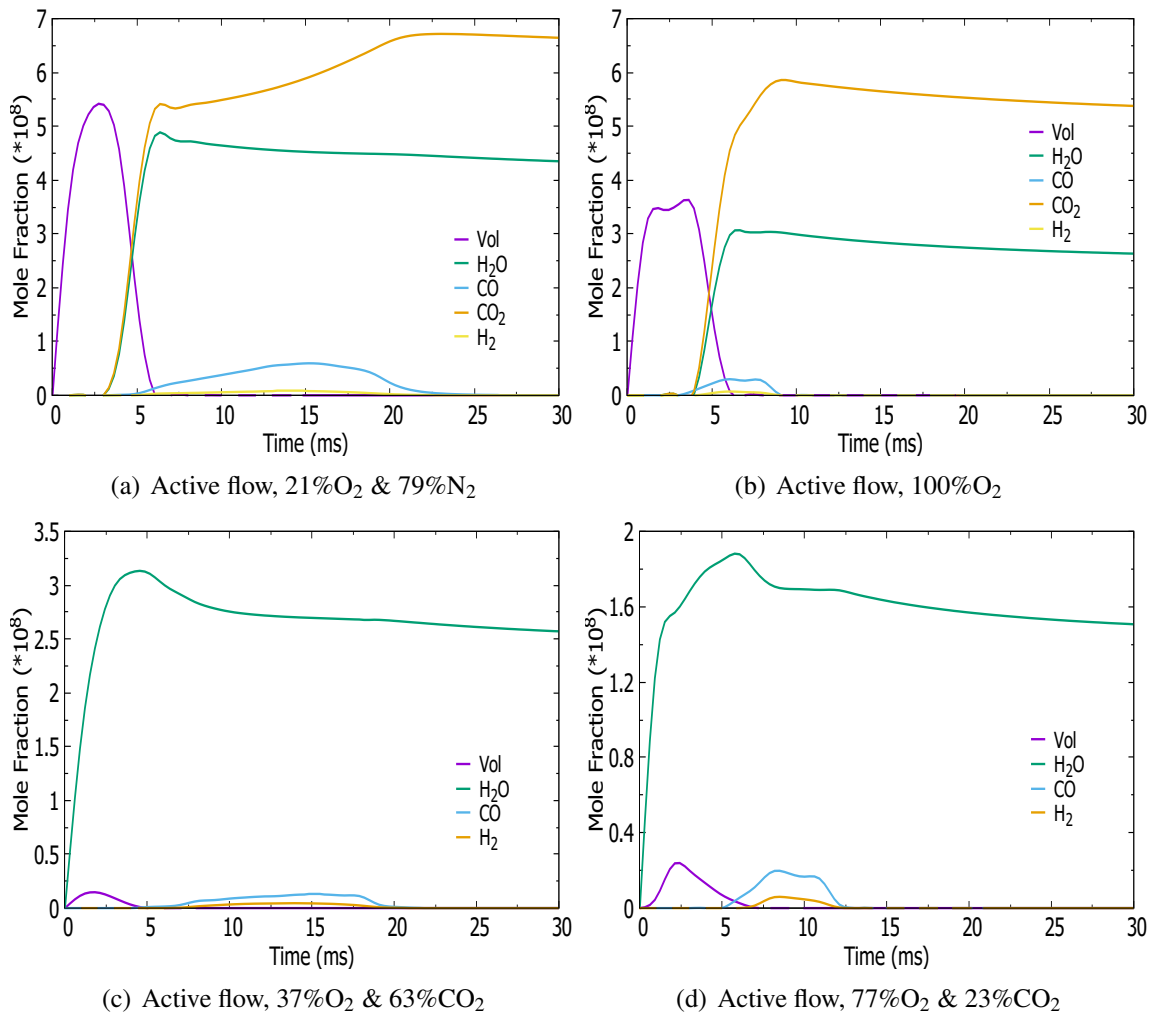 7
6
5
4
3
2
1
0
Mole Fraction (*10⁸)
Vol
H₂O
CO
CO₂
H₂
0 5 10 15 20 25 30
Time (ms)
(a) Active flow, 21%O₂ & 79%N₂
7
6
5
4
3
2
1
0
Mole Fraction (*10⁸)
Vol
H₂O
CO
CO₂
H₂
0 5 10 15 20 25 30
Time (ms)
(b) Active flow, 100%O₂
3.5
3
2.5
2
1.5
1
0.5
0
Mole Fraction (*10⁸)
Vol
H₂O
CO
H₂
0 5 10 15 20 25 30
Time (ms)
(c) Active flow, 37%O₂ & 63%CO₂
2
1.6
1.2
0.8
0.4
0
Mole Fraction (*10⁸)
Vol
H₂O
CO
H₂
0 5 10 15 20 25 30
Time (ms)
(d) Active flow, 77%O₂ & 23%CO₂